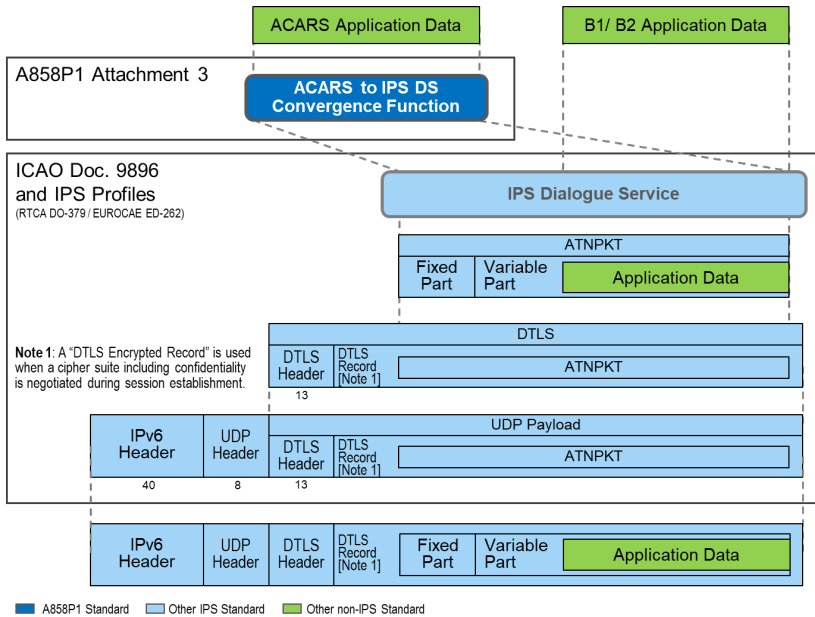 ACARS Application Data
B1/ B2 Application Data
A858P1 Attachment 3
ACARS to IPS DS
Convergence Function
ICAO Doc. 9896
and IPS Profiles
(RTCA DO-379 / EUROCAE ED-262)
IPS Dialogue Service
ATNPKT
Fixed
Part
Variable
Part
Application Data
DTLS
Note 1: A “DTLS Encrypted Record” is used
when a cipher suite including confidentiality
is negotiated during session establishment.
DTLS
Header
DTLS
Record
[Note 1]
ATNPKT
13
UDP Payload
IPv6
Header
UDP
Header
DTLS
Header
DTLS
Record
[Note 1]
ATNPKT
40
8
13
IPv6
Header
UDP
Header
DTLS
Header
DTLS
Record
[Note 1]
Fixed
Part
Variable
Part
Application Data
A858P1 Standard
Other IPS Standard
Other non-IPS Standard